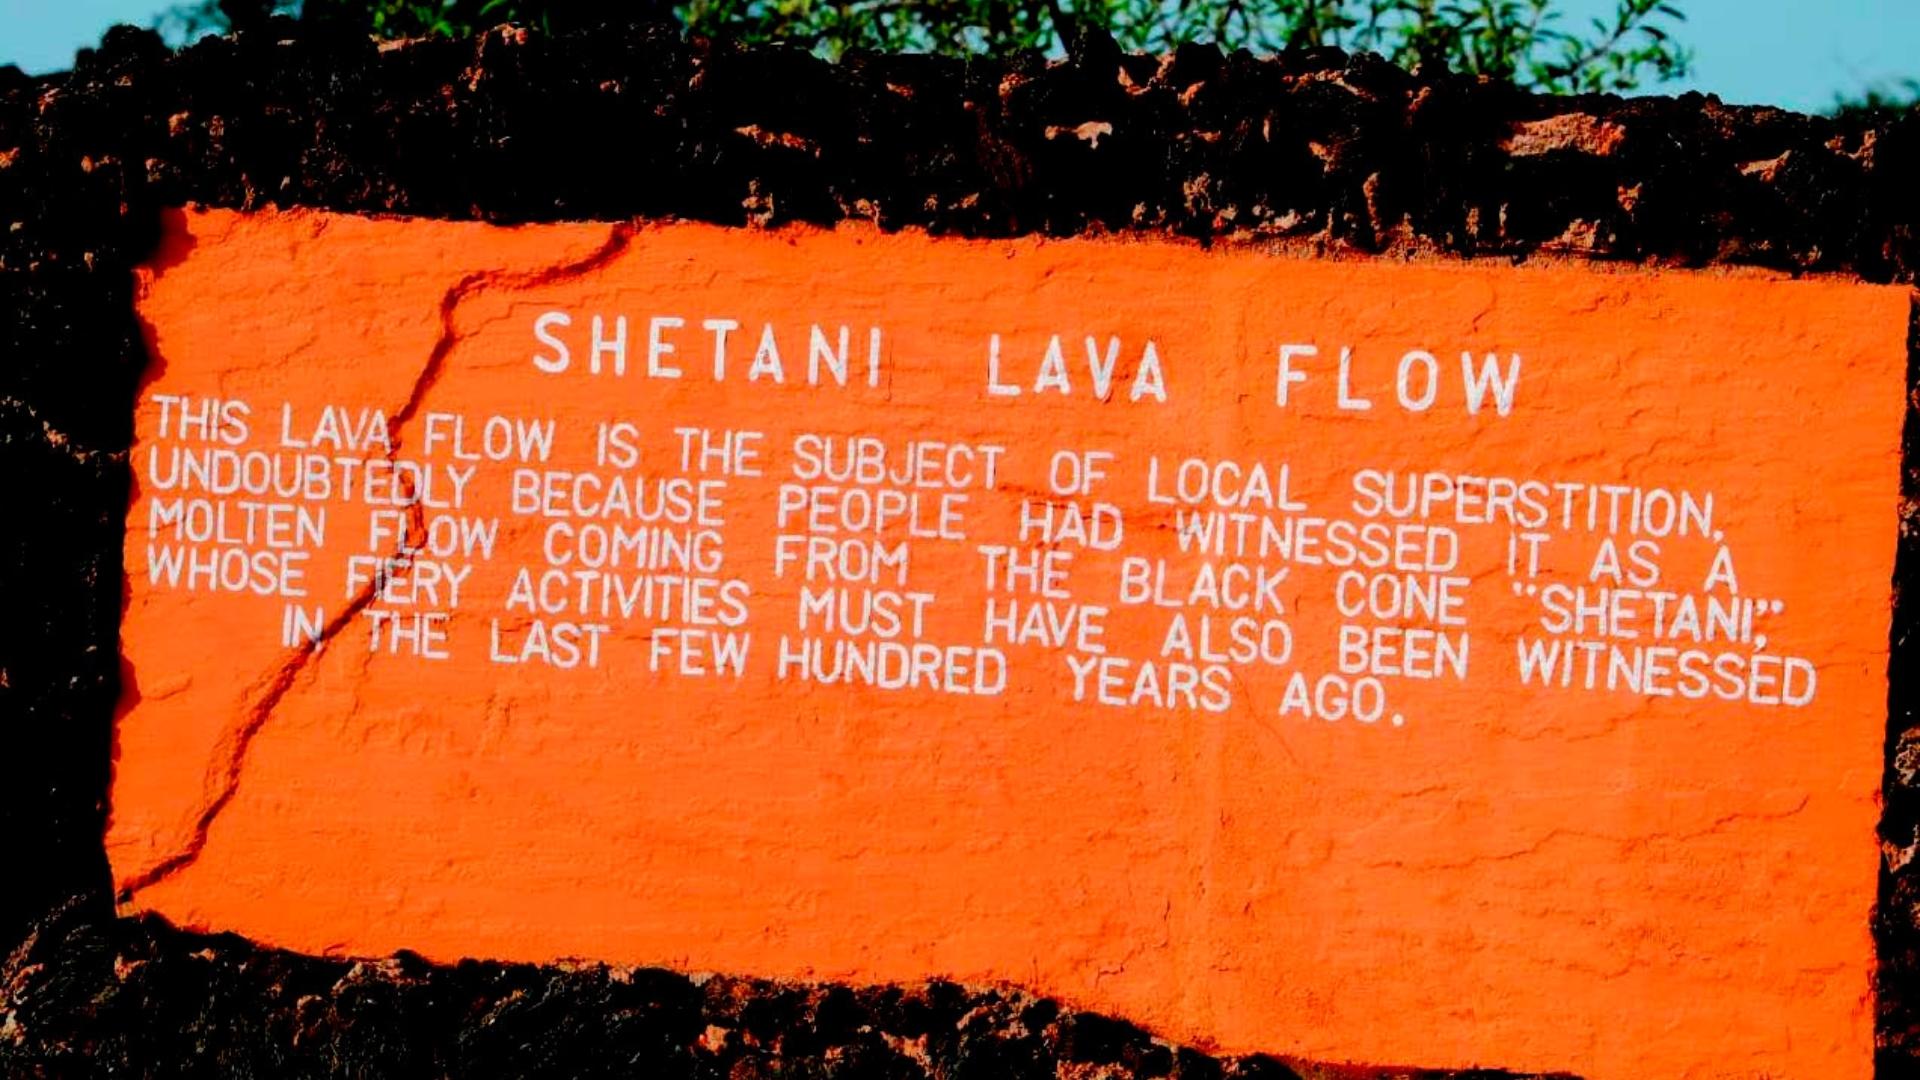 SHETANI LAVA FLOW
THIS LAVA FLOW IS THE SUBJECT OF LOCAL SUPERSTITION,
UNDOUBTEDLY BECAUSE PEOPLE HAD WITNESSED IT AS A
MOLTEN FLOW COMING FROM THE BLACK CONE "SHETANI,"
WHOSE FIERY ACTIVITIES MUST HAVE ALSO BEEN WITNESSED
IN THE LAST FEW HUNDRED YEARS AGO.